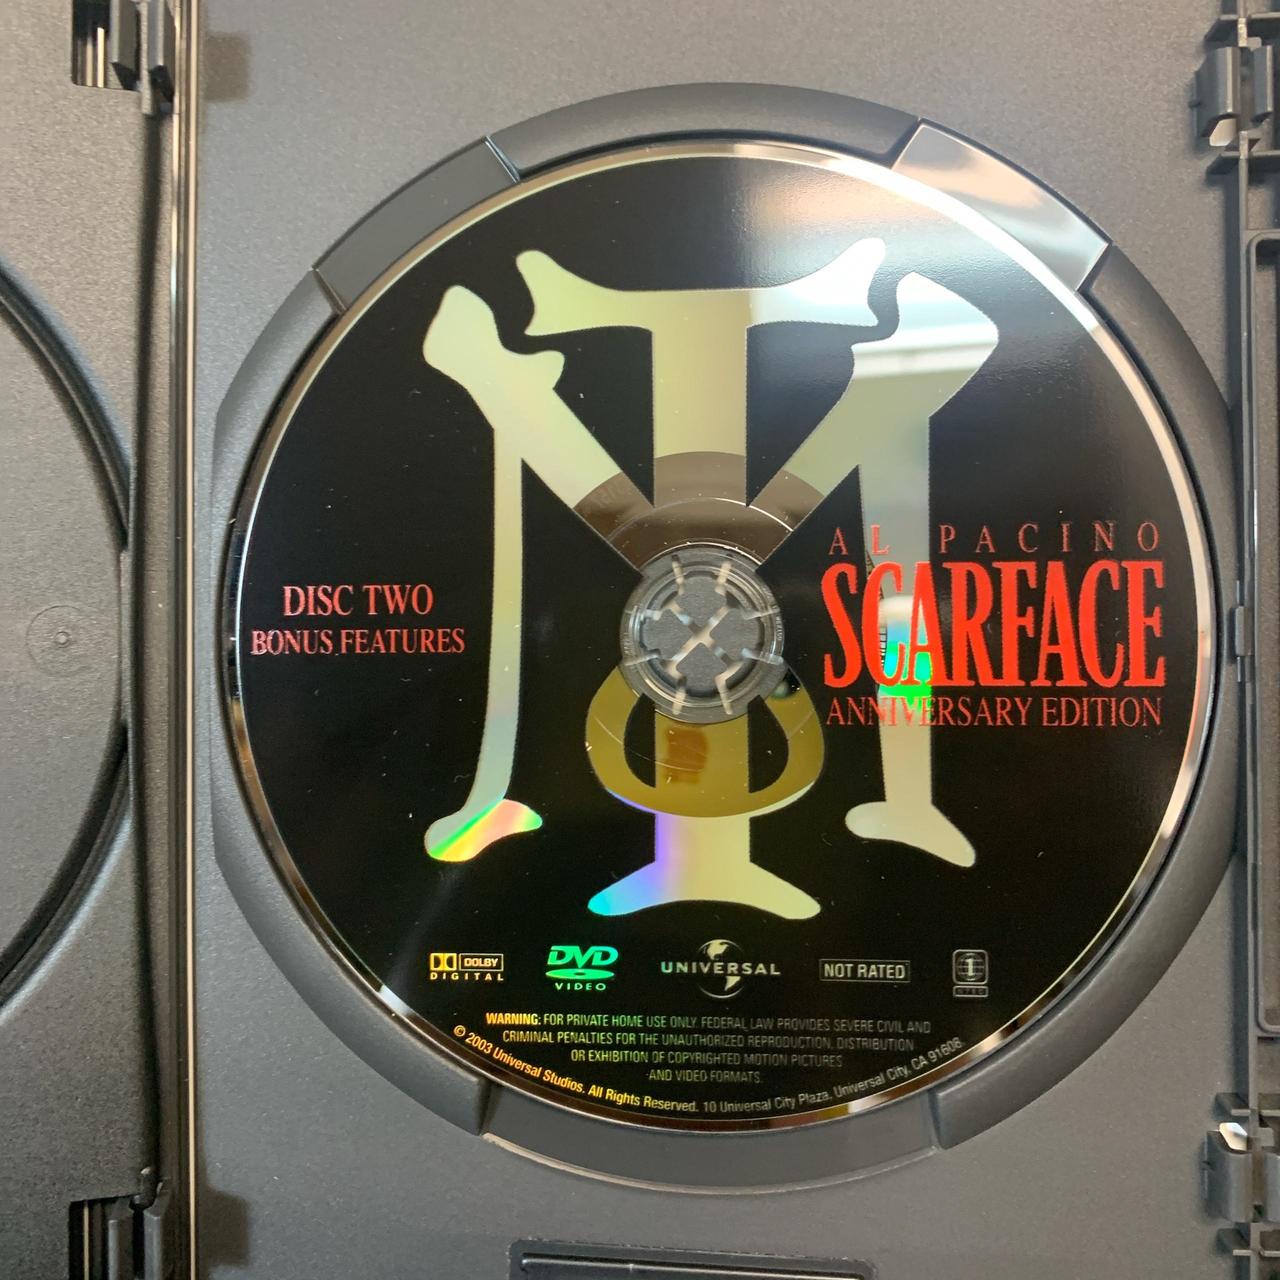 AL PACINO
SCARFACE
ANNIVERSARY EDITION
DISC TWO
BONUS FEATURES
TM
DOLBY
DIGITAL
DVD
VIDEO
UNIVERSAL
NOT RATED
1
NTSC
WARNING: FOR PRIVATE HOME USE ONLY. FEDERAL LAW PROVIDES SEVERE CIVIL AND
CRIMINAL PENALTIES FOR THE UNAUTHORIZED REPRODUCTION, DISTRIBUTION
OR EXHIBITION OF COPYRIGHTED MOTION PICTURES
AND VIDEO FORMATS.
© 2003 Universal Studios. All Rights Reserved. 10 Universal City Plaza, Universal City, CA 91608.